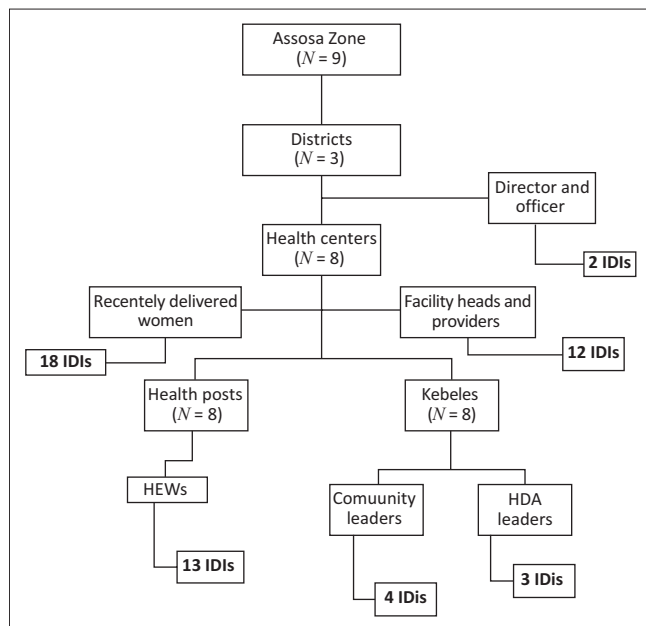 Assosa Zone
(N = 9)
Districts
(N = 3)
Director and
officer
Health centers
(N = 8)
2 IDIs
Recentely delivered
women
Facility heads and
providers
18 IDIs
12 IDIs
Health posts
(N = 8)
Kebeles
(N = 8)
HEWs
Comuunity
leaders
HDA
leaders
13 IDIs
4 IDis
3 IDis